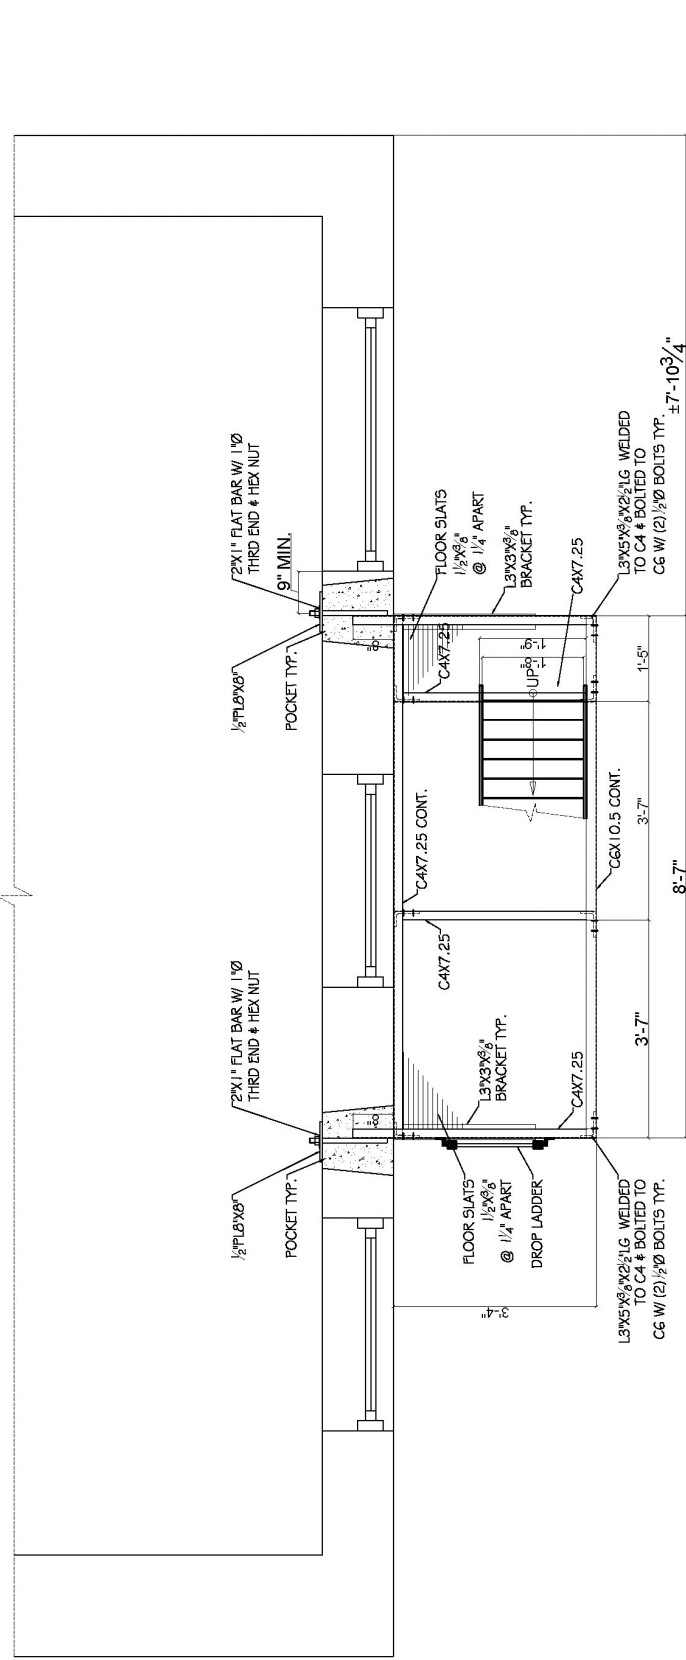 2"X1" FLAT BAR W/ 1"Ø
THRD END & HEX NUT
½"PL8"X8"
POCKET TYP.
2"X1" FLAT BAR W/ 1"Ø
THRD END & HEX NUT
9" MIN.
½"PL8"X8"
POCKET TYP.
8"
8"
FLOOR SLATS
1½"X⅜"
@ 1¼" APART
DROP LADDER
L3"X3"X⅜"
BRACKET TYP.
C4X7.25
C4X7.25
C4X7.25 CONT.
C4X7.25
FLOOR SLATS
1½"X⅜"
@ 1¼" APART
L3"X3"X⅜"
BRACKET TYP.
C4X7.25
UP
1'-8"
1'-9"
C6X10.5 CONT.
3'-4"
L3"X5"X⅜"X2½"LG WELDED
TO C4 & BOLTED TO
C6 W/ (2)½"Ø BOLTS TYP.
L3"X5"X⅜"X2½"LG WELDED
TO C4 & BOLTED TO
C6 W/ (2)½"Ø BOLTS TYP.
3'-7"
3'-7"
1'-5"
8'-7"
±7'-10¾"